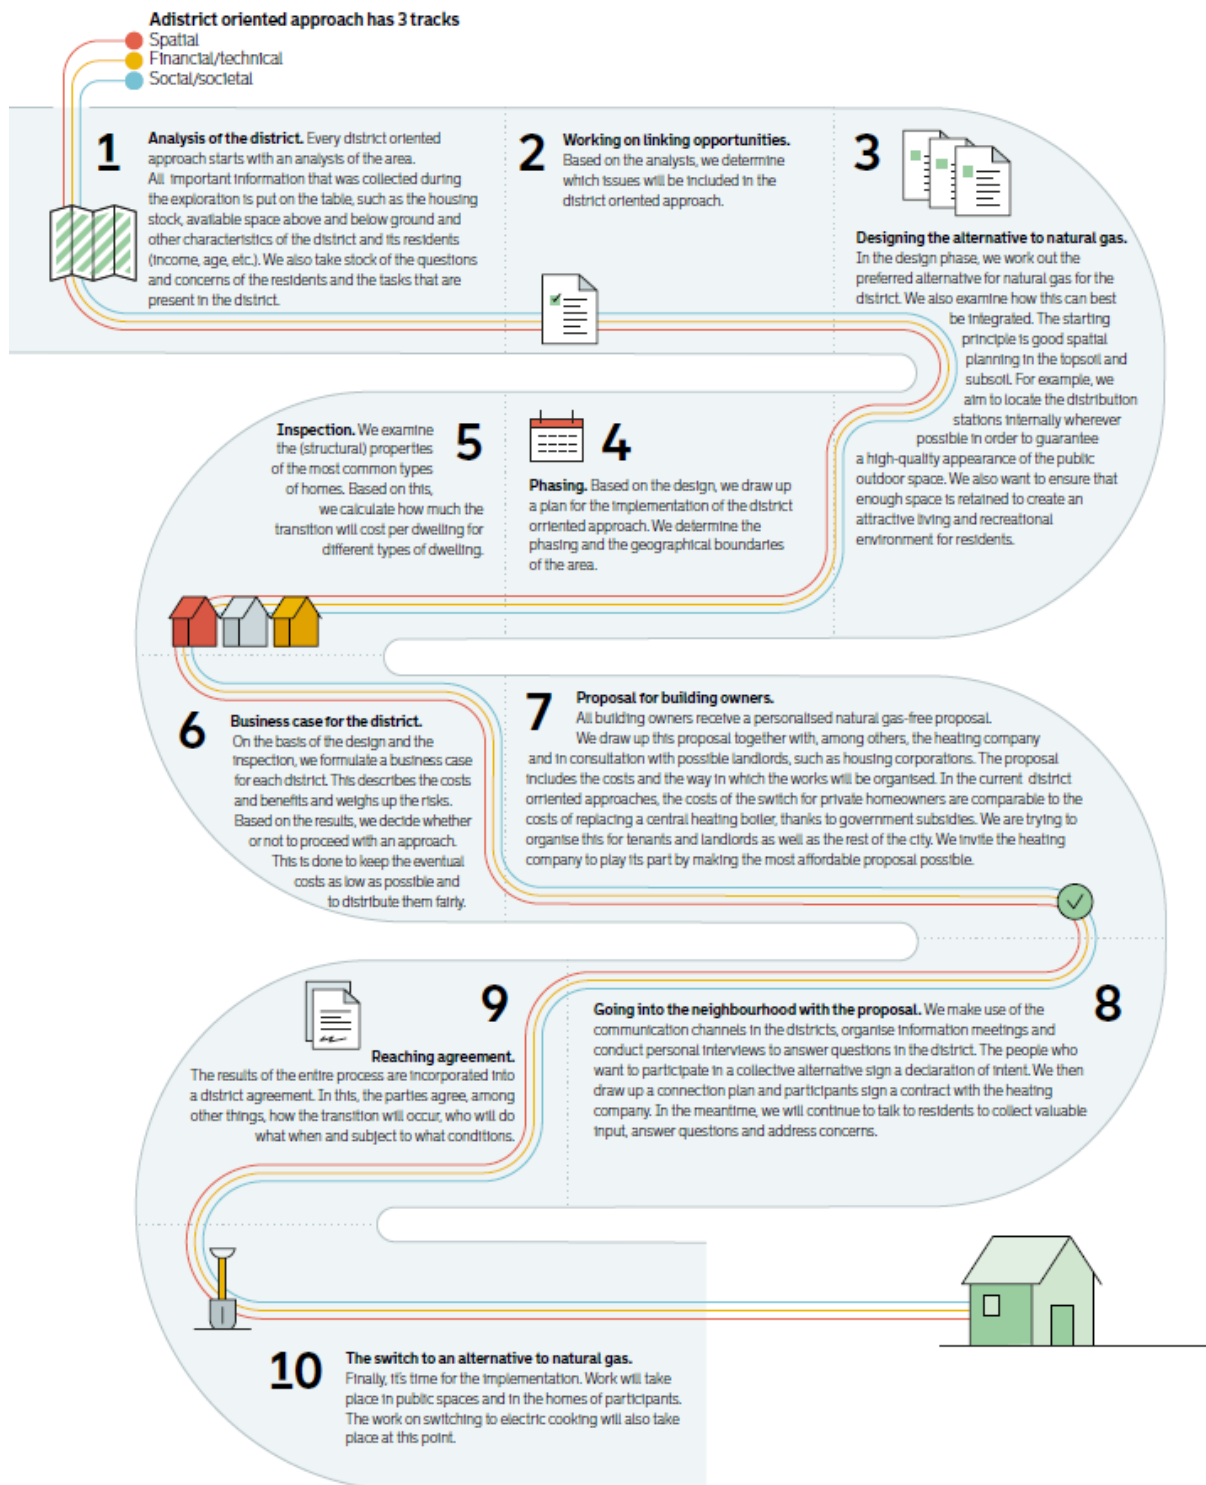 Adistrict oriented approach has 3 tracks
Spatial
Financial/technical
Social/societal
1
Analysis of the district. Every district oriented
approach starts with an analysis of the area.
All important information that was collected during
the exploration is put on the table, such as the housing
stock, available space above and below ground and
other characteristics of the district and its residents
(income, age, etc.). We also take stock of the questions
and concerns of the residents and the tasks that are
present in the district.
2
Working on linking opportunities.
Based on the analysis, we determine
which issues will be included in the
district oriented approach.
3
Designing the alternative to natural gas.
In the design phase, we work out the
preferred alternative for natural gas for the
district. We also examine how this can best
be integrated. The starting
principle is good spatial
planning in the topsoil and
subsoil. For example, we
aim to locate the distribution
stations internally wherever
possible in order to guarantee
a high-quality appearance of the public
outdoor space. We also want to ensure that
enough space is retained to create an
attractive living and recreational
environment for residents.
4
Phasing. Based on the design, we draw up
a plan for the implementation of the district
orriented approach. We determine the
phasing and the geographical boundaries
of the area.
5
Inspection. We examine
the (structural) properties
of the most common types
of homes. Based on this,
we calculate how much the
transition will cost per dwelling for
different types of dwelling.
6
Business case for the district.
On the basis of the design and the
inspection, we formulate a business case
for each district. This describes the costs
and benefits and weighs up the risks.
Based on the results, we decide whether
or not to proceed with an approach.
This is done to keep the eventual
costs as low as possible and
to distribute them fairly.
7
Proposal for building owners.
All building owners receive a personalised natural gas-free proposal.
We draw up this proposal together with, among others, the heating company
and in consultation with possible landlords, such as housing corporations. The proposal
includes the costs and the way in which the works will be organised. In the current district
orriented approaches, the costs of the switch for private homeowners are comparable to the
costs of replacing a central heating boiler, thanks to government subsidies. We are trying to
organise this for tenants and landlords as well as the rest of the city. We invite the heating
company to play its part by making the most affordable proposal possible.
8
Going into the neighbourhood with the proposal. We make use of the
communication channels in the districts, organise information meetings and
conduct personal interviews to answer questions in the district. The people who
want to participate in a collective alternative sign a declaration of intent. We then
draw up a connection plan and participants sign a contract with the heating
company. In the meantime, we will continue to talk to residents to collect valuable
input, answer questions and address concerns.
9
Reaching agreement.
The results of the entire process are incorporated into
a district agreement. In this, the parties agree, among
other things, how the transition will occur, who will do
what when and subject to what conditions.
10
The switch to an alternative to natural gas.
Finally, it's time for the implementation. Work will take
place in public spaces and in the homes of participants.
The work on switching to electric cooking will also take
place at this point.